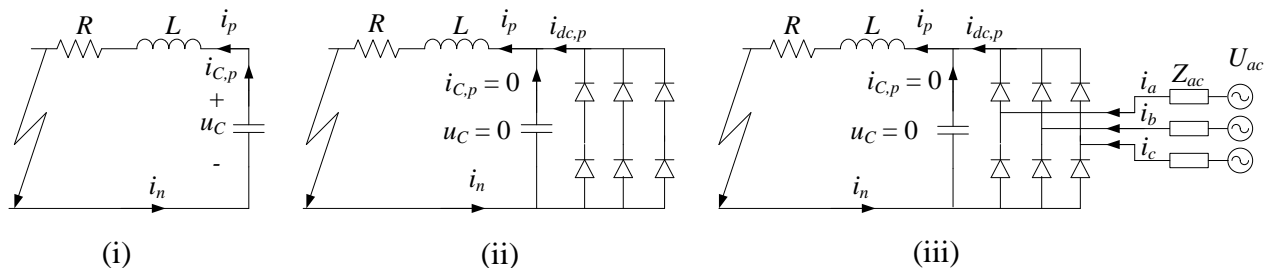 R L i_p
i_{C,p}
+
u_C
-
i_n
(i)
R L i_p i_{dc,p}
i_{C,p} = 0
u_C = 0
i_n
(ii)
R L i_p i_{dc,p}
i_{C,p} = 0
u_C = 0
i_n
i_a Z_{ac} U_{ac}
i_b
i_c
(iii)